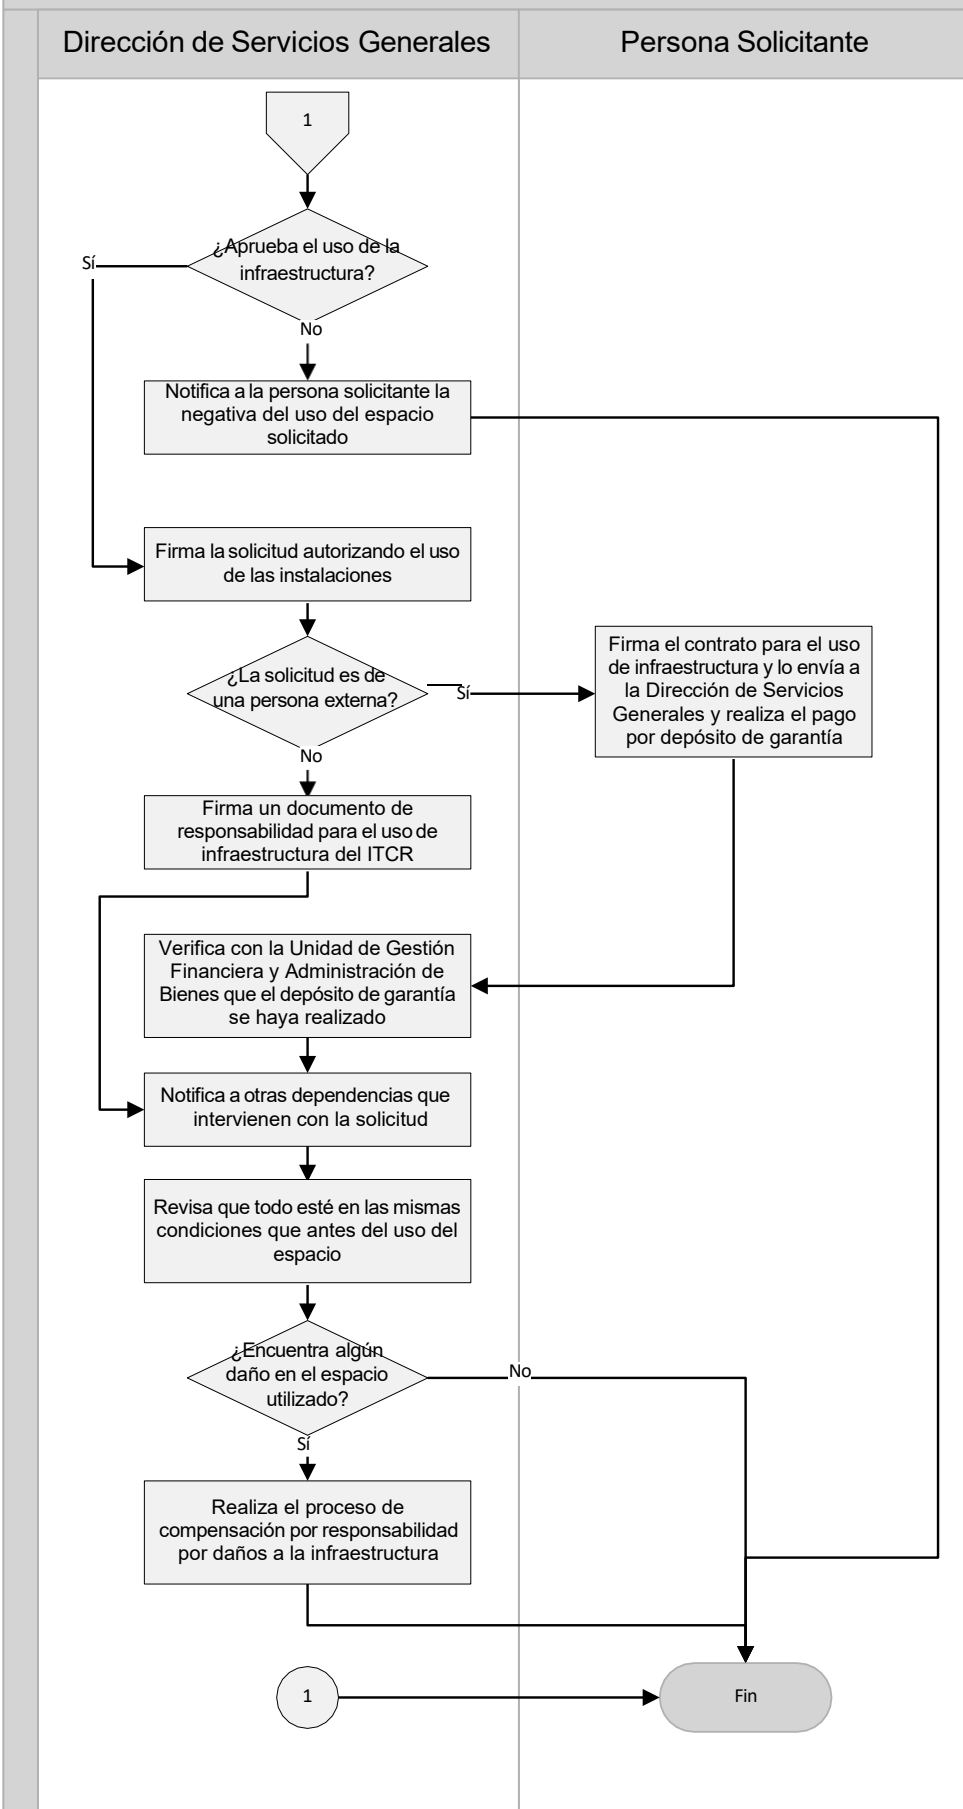 Dirección de Servicios Generales
Persona Solicitante
1
¿Aprueba el uso de la
infraestructura?
Sí
No
Notifica a la persona solicitante la
negativa del uso del espacio
solicitado
Firma la solicitud autorizando el uso
de las instalaciones
¿La solicitud es de
una persona externa?
Sí
Firma el contrato para el uso
de infraestructura y lo envía a
la Dirección de Servicios
Generales y realiza el pago
por depósito de garantía
No
Firma un documento de
responsabilidad para el uso de
infraestructura del ITCR
Verifica con la Unidad de Gestión
Financiera y Administración de
Bienes que el depósito de garantía
se haya realizado
Notifica a otras dependencias que
intervienen con la solicitud
Revisa que todo esté en las mismas
condiciones que antes del uso del
espacio
¿Encuentra algún
daño en el espacio
utilizado?
No
Sí
Realiza el proceso de
compensación por responsabilidad
por daños a la infraestructura
1
Fin